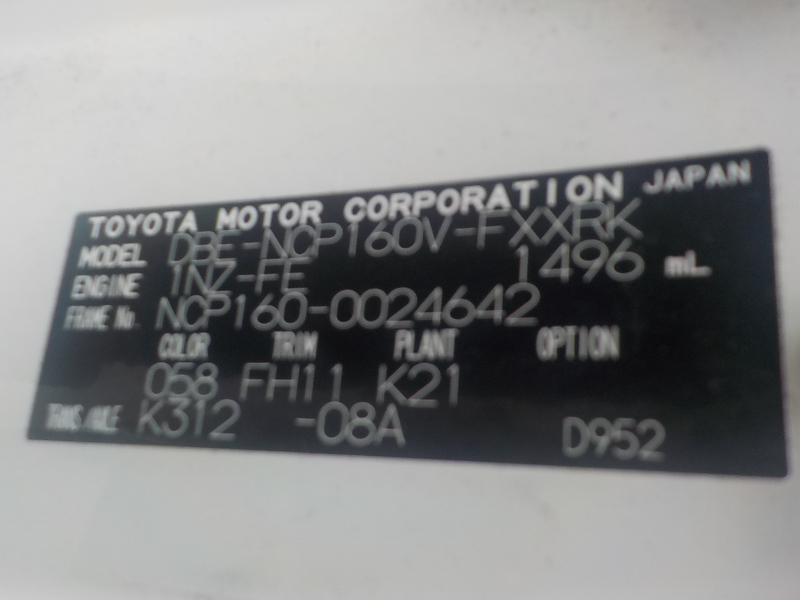 TOYOTA MOTOR CORPORATION JAPAN
MODEL DBE-NCP160V-FXXRK
ENGINE 1NZ-FE 1496 mL
FRAME No. NCP160-0024642
COLOR TRIM PLANT OPTION
058 FH11 K21
TRANS/AXLE K312 -08A D952